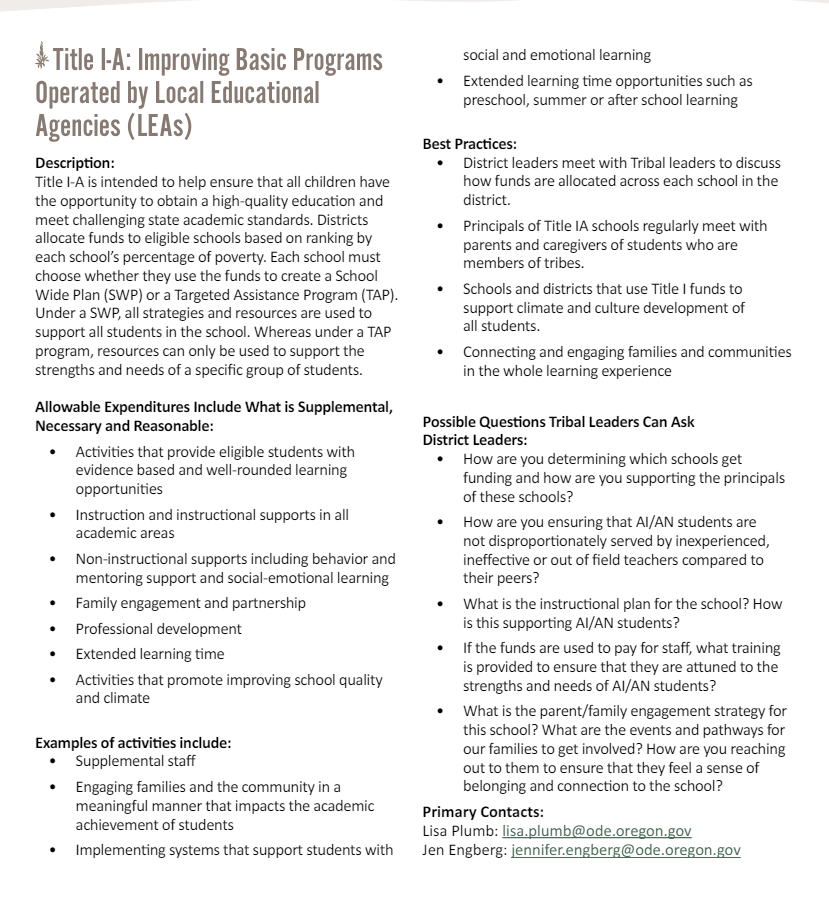 Title I-A: Improving Basic Programs
Operated by Local Educational
Agencies (LEAs)
Description:
Title I-A is intended to help ensure that all children have
the opportunity to obtain a high-quality education and
meet challenging state academic standards. Districts
allocate funds to eligible schools based on ranking by
each school's percentage of poverty. Each school must
choose whether they use the funds to create a School
Wide Plan (SWP) or a Targeted Assistance Program (TAP).
Under a SWP, all strategies and resources are used to
support all students in the school. Whereas under a TAP
program, resources can only be used to support the
strengths and needs of a specific group of students.
Allowable Expenditures Include What is Supplemental,
Necessary and Reasonable:
• Activities that provide eligible students with
evidence based and well-rounded learning
opportunities
• Instruction and instructional supports in all
academic areas
• Non-instructional supports including behavior and
mentoring support and social-emotional learning
• Family engagement and partnership
• Professional development
• Extended learning time
• Activities that promote improving school quality
and climate
Examples of activities include:
• Supplemental staff
• Engaging families and the community in a
meaningful manner that impacts the academic
achievement of students
• Implementing systems that support students with
social and emotional learning
• Extended learning time opportunities such as
preschool, summer or after school learning
Best Practices:
• District leaders meet with Tribal leaders to discuss
how funds are allocated across each school in the
district.
• Principals of Title IA schools regularly meet with
parents and caregivers of students who are
members of tribes.
• Schools and districts that use Title I funds to
support climate and culture development of
all students.
• Connecting and engaging families and communities
in the whole learning experience
Possible Questions Tribal Leaders Can Ask
District Leaders:
• How are you determining which schools get
funding and how are you supporting the principals
of these schools?
• How are you ensuring that AI/AN students are
not disproportionately served by inexperienced,
ineffective or out of field teachers compared to
their peers?
• What is the instructional plan for the school? How
is this supporting AI/AN students?
• If the funds are used to pay for staff, what training
is provided to ensure that they are attuned to the
strengths and needs of AI/AN students?
• What is the parent/family engagement strategy for
this school? What are the events and pathways for
our families to get involved? How are you reaching
out to them to ensure that they feel a sense of
belonging and connection to the school?
Primary Contacts:
Lisa Plumb: lisa.plumb@ode.oregon.gov
Jen Engberg: jennifer.engberg@ode.oregon.gov